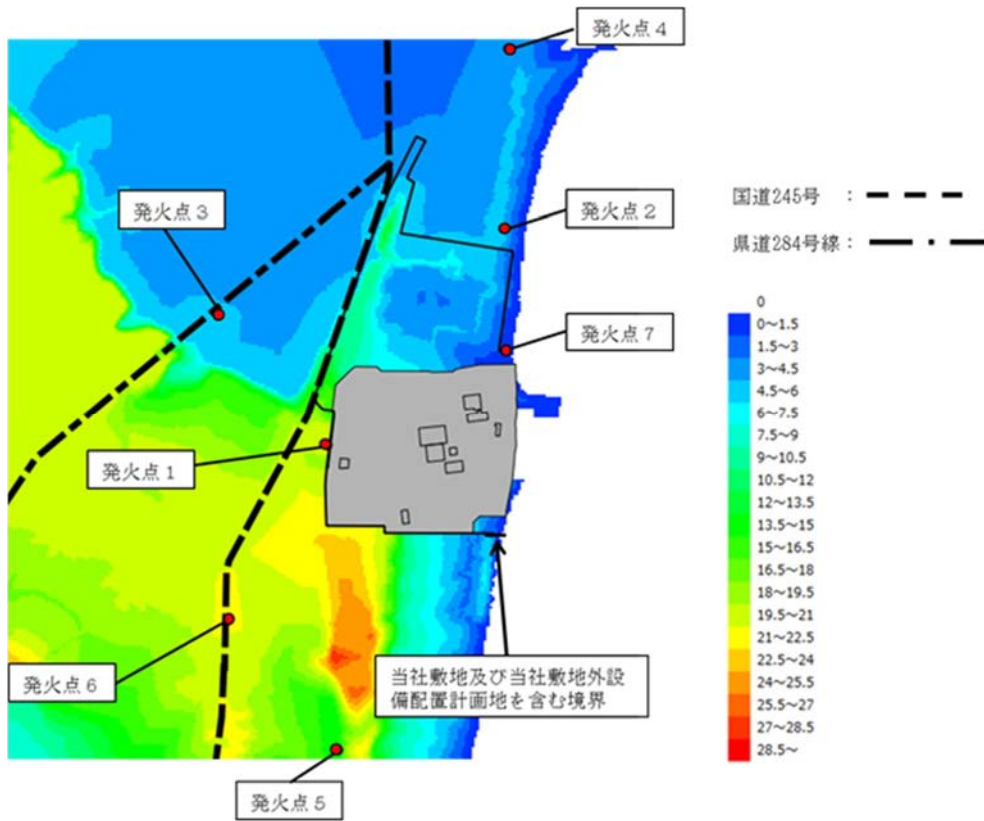 発火点4
発火点3
発火点2
国道245号 :
県道284号線:
発火点7
発火点1
0
0~1.5
1.5~3
3~4.5
4.5~6
6~7.5
7.5~9
9~10.5
10.5~12
12~13.5
13.5~15
15~16.5
16.5~18
18~19.5
19.5~21
21~22.5
22.5~24
24~25.5
25.5~27
27~28.5
28.5~
発火点6
当社敷地及び当社敷地外設
備配置計画地を含む境界
発火点5